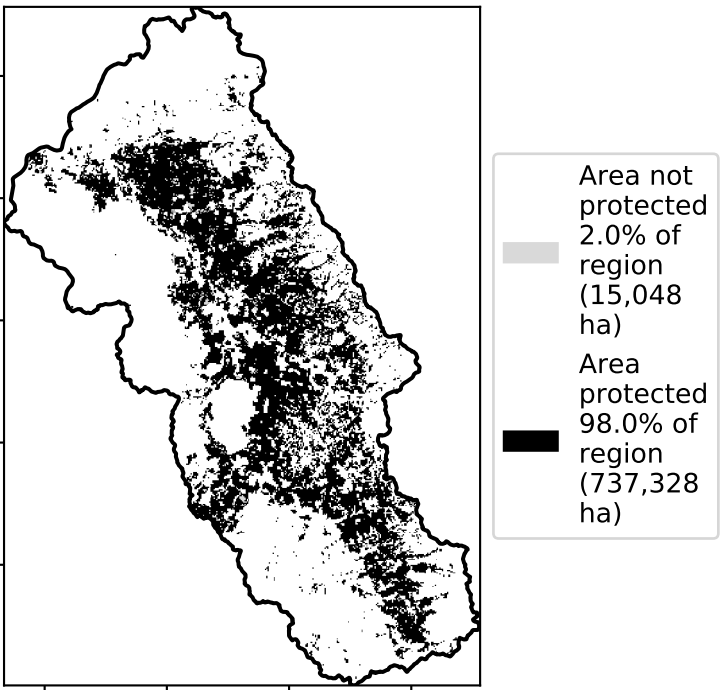 Area not
protected
2.0% of
region
(15,048
ha)
Area
protected
98.0% of
region
(737,328
ha)